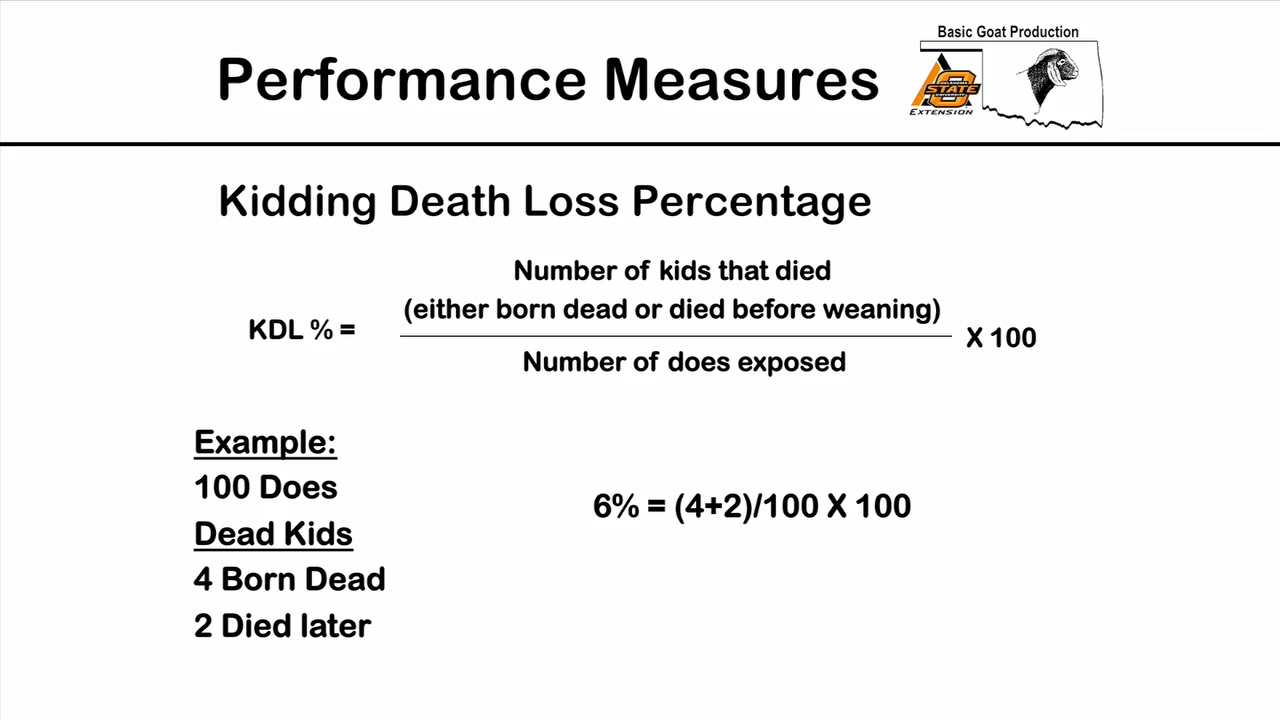 Basic Goat Production
Performance Measures
STATE
UNIVERSITY
EXTENSION
Kidding Death Loss Percentage
Number of kids that died
(either born dead or died before weaning)
KDL % =
X 100
Number of does exposed
Example:
100 Does
6% = (4+2)/100 X 100
Dead Kids
4 Born Dead
2 Died later